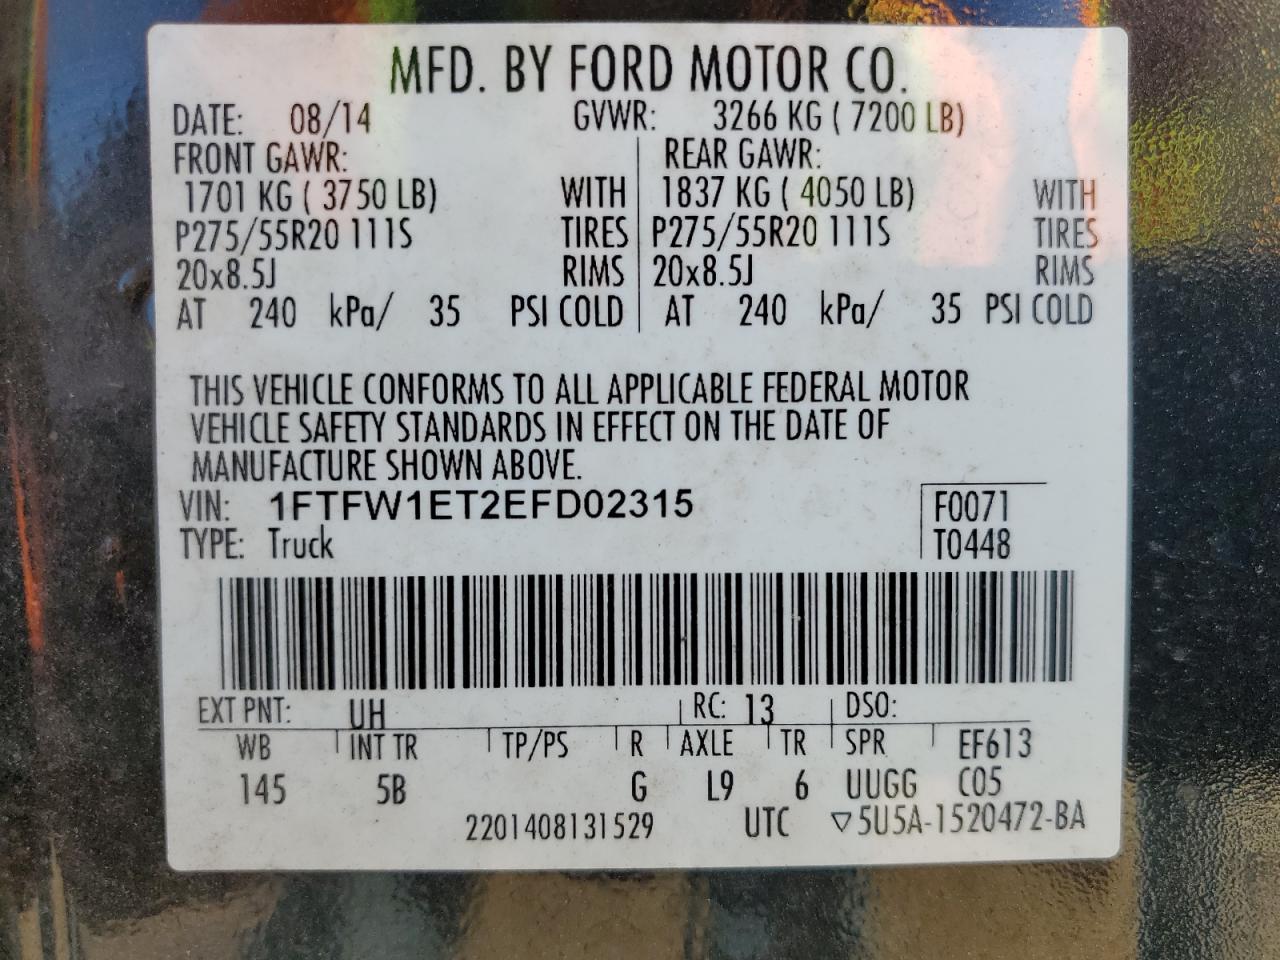 MFD. BY FORD MOTOR CO.
DATE: 08/14 GVWR: 3266 KG ( 7200 LB)
FRONT GAWR: REAR GAWR:
1701 KG ( 3750 LB) WITH 1837 KG ( 4050 LB) WITH
P275/55R20 111S TIRES P275/55R20 111S TIRES
20x8.5J RIMS 20x8.5J RIMS
AT 240 kPa/ 35 PSI COLD AT 240 kPa/ 35 PSI COLD
THIS VEHICLE CONFORMS TO ALL APPLICABLE FEDERAL MOTOR
VEHICLE SAFETY STANDARDS IN EFFECT ON THE DATE OF
MANUFACTURE SHOWN ABOVE.
VIN: 1FTFW1ET2EFD02315 F0071
TYPE: Truck T0448
EXT PNT: UH RC: 13 DSO:
WB INT TR TP/PS R AXLE TR SPR EF613
145 5B G L9 6 UUGG C05
2201408131529 UTC ▽5U5A-1520472-BA